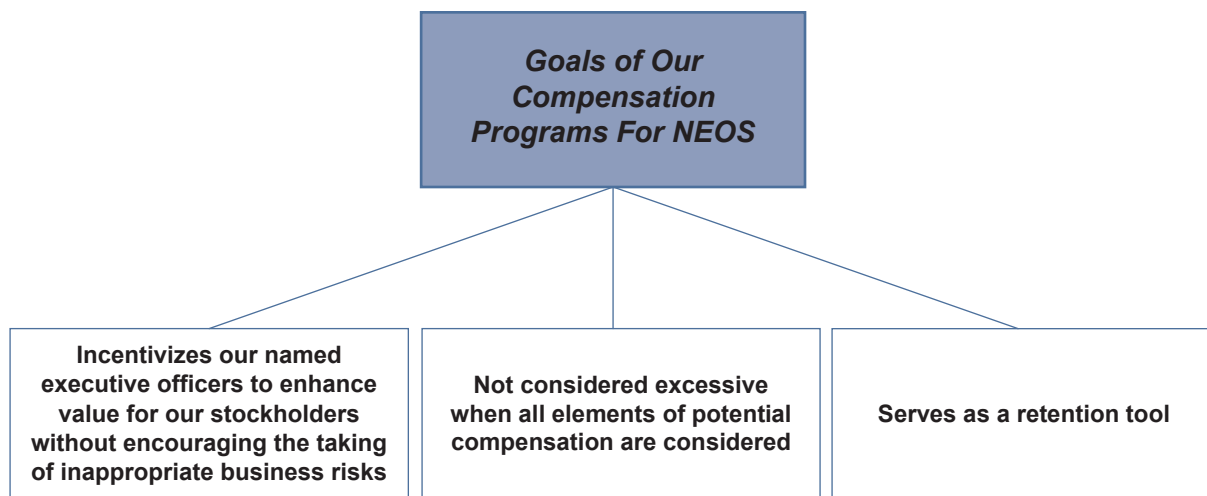 Goals of Our
Compensation
Programs For NEOS
Incentivizes our named
executive officers to enhance
value for our stockholders
without encouraging the taking
of inappropriate business risks
Not considered excessive
when all elements of potential
compensation are considered
Serves as a retention tool